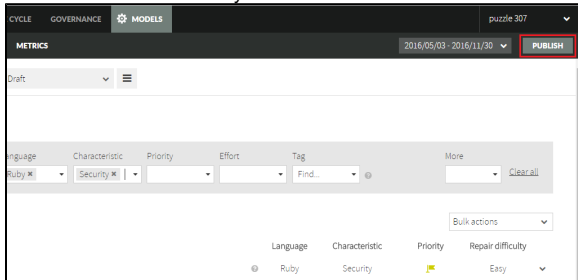 CYCLE GOVERNANCE MODELS puzzle 307
METRICS 2016/05/03 - 2016/11/30 PUBLISH
Draft
anguage Characteristic Priority Effort Tag More
Ruby × Security × Find... Clear all
Bulk actions
Language Characteristic Priority Repair difficulty
Ruby Security Easy